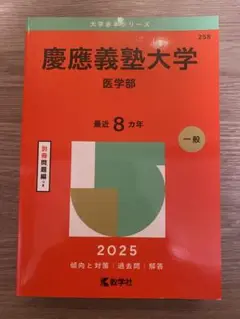 大学赤本シリーズ
258
慶應義塾大学
医学部
最近 8 カ年
一般
別冊問題編
2025
傾向と対策|過去問|解答
教学社